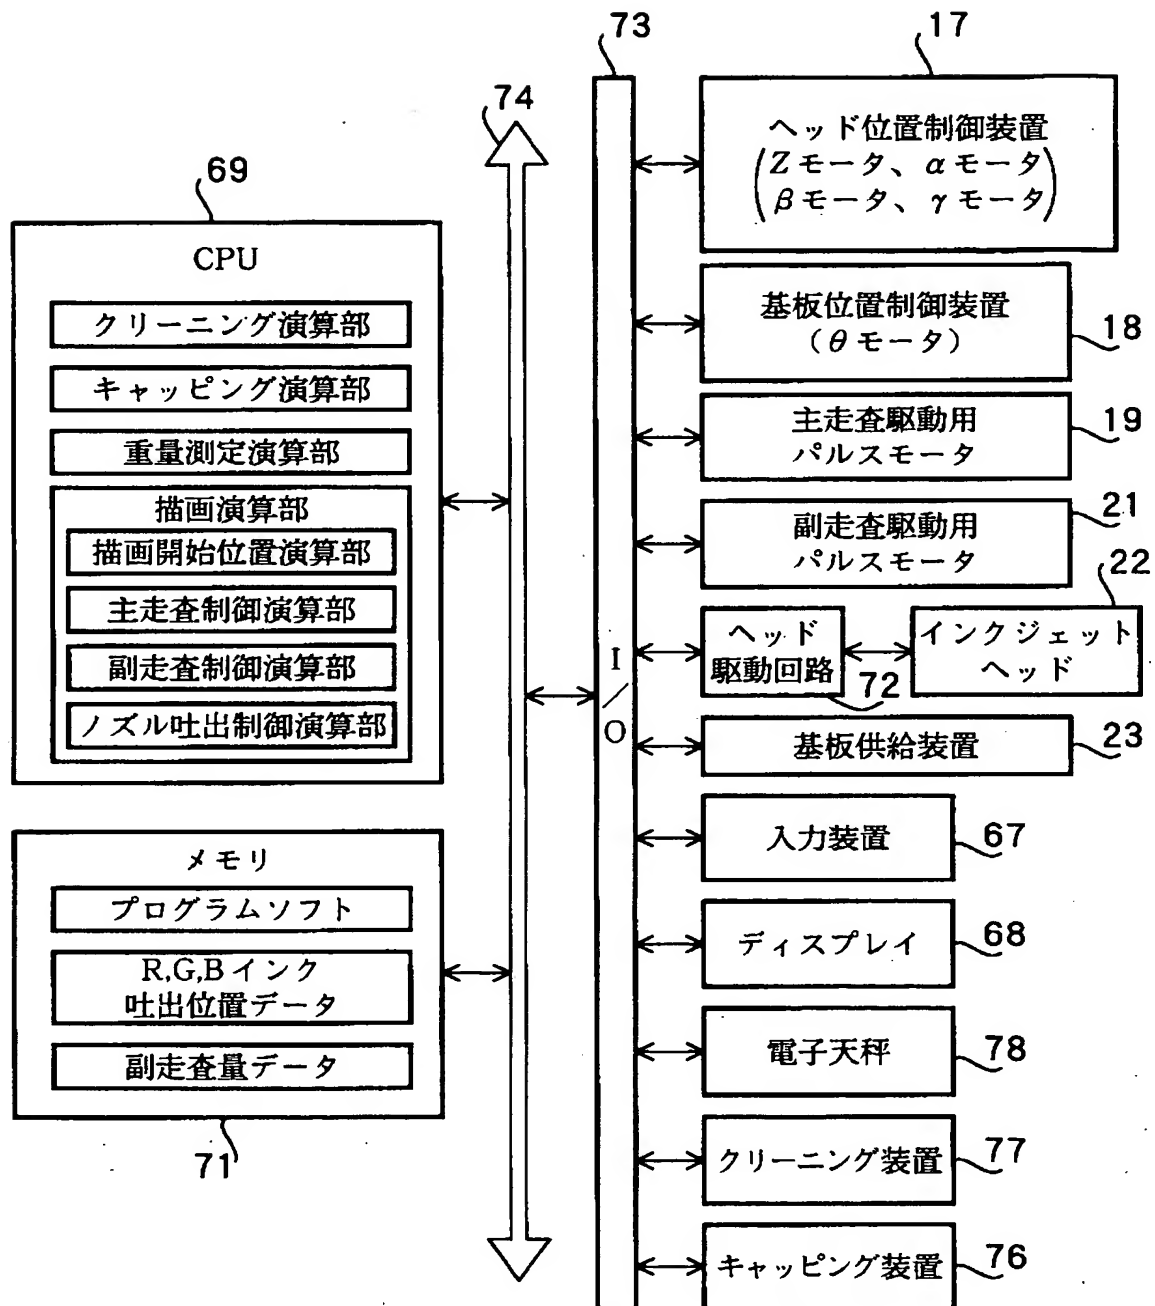 73
17
74
ヘッド位置制御装置
Zモータ、αモータ
βモータ、γモータ
69
CPU
クリーニング演算部
キャッピング演算部
重量測定演算部
描画演算部
描画開始位置演算部
主走査制御演算部
副走査制御演算部
ノズル吐出制御演算部
基板位置制御装置
(θモータ)
18
主走査駆動用
パルスモータ
19
副走査駆動用
パルスモータ
21
22
ヘッド
駆動回路
72
インクジェット
ヘッド
I/O
基板供給装置
23
メモリ
プログラムソフト
R,G,Bインク
吐出位置データ
副走査量データ
71
入力装置
67
ディスプレイ
68
電子天秤
78
クリーニング装置
77
キャッピング装置
76